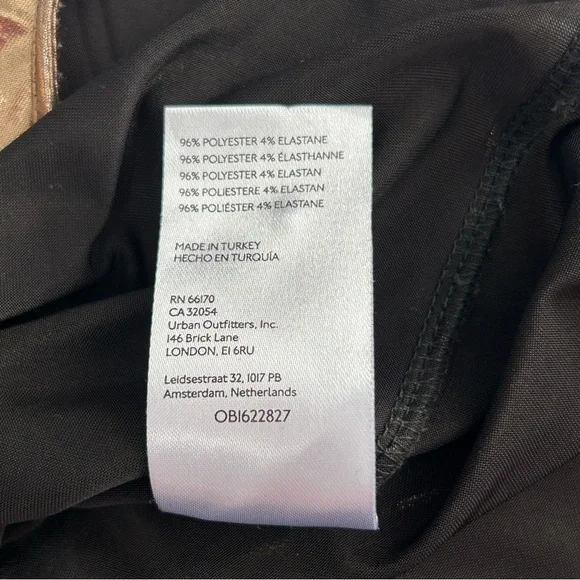 96% POLYESTER 4% ELASTANE
96% POLYESTER 4% ÉLASTHANNE
96% POLYESTER 4% ELASTAN
96% POLIESTERE 4% ELASTAN
96% POLIÉSTER 4% ELASTANE
MADE IN TURKEY
HECHO EN TURQUÍA
RN 66170
CA 32054
Urban Outfitters, Inc.
146 Brick Lane
LONDON, E1 6RU
Leidsestraat 32, 1017 PB
Amsterdam, Netherlands
OB1622827